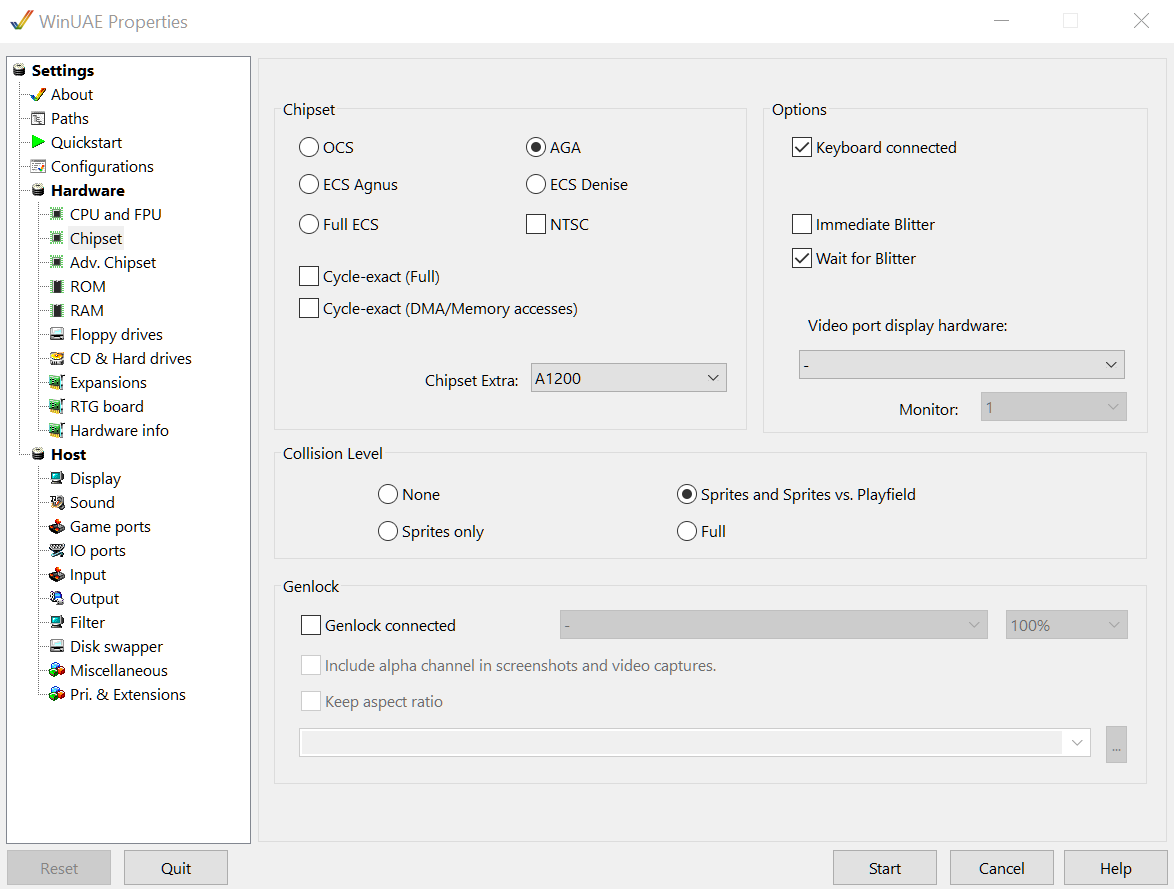 WinUAE Properties
Settings
About
Paths
Quickstart
Configurations
Hardware
CPU and FPU
Chipset
Adv. Chipset
ROM
RAM
Floppy drives
CD & Hard drives
Expansions
RTG board
Hardware info
Host
Display
Sound
Game ports
IO ports
Input
Output
Filter
Disk swapper
Miscellaneous
Pri. & Extensions
Chipset
OCS AGA
ECS Agnus ECS Denise
Full ECS NTSC
Cycle-exact (Full)
Cycle-exact (DMA/Memory accesses)
Chipset Extra: A1200
Options
Keyboard connected
Immediate Blitter
Wait for Blitter
Video port display hardware:
-
Monitor: 1
Collision Level
None Sprites and Sprites vs. Playfield
Sprites only Full
Genlock
Genlock connected - 100%
Include alpha channel in screenshots and video captures.
Keep aspect ratio
...
Reset Quit Start Cancel Help